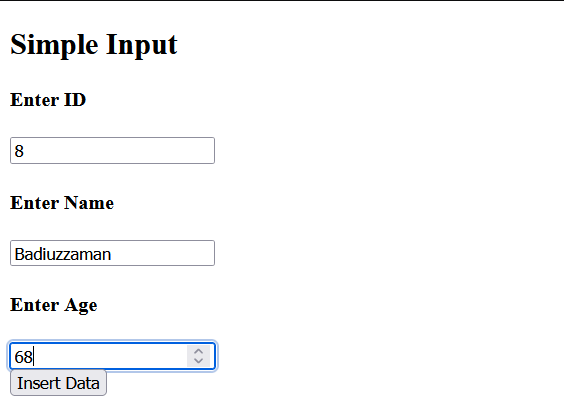 Simple Input
Enter ID
8
Enter Name
Badiuzzaman
Enter Age
68
Insert Data